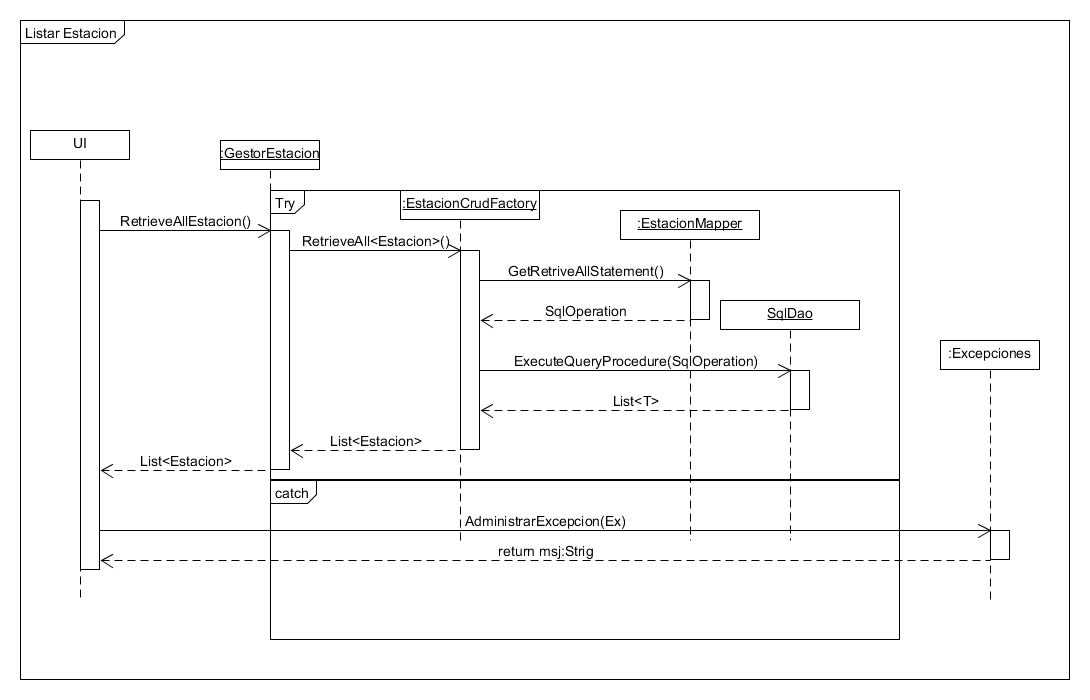 Listar Estacion
UI
:GestorEstacion
Try
:EstacionCrudFactory
:EstacionMapper
RetrieveAllEstacion()
RetrieveAll<Estacion>()
GetRetriveAllStatement()
SqlOperation
SqlDao
:Excepciones
ExecuteQueryProcedure(SqlOperation)
List<T>
List<Estacion>
List<Estacion>
catch
AdministrarExcepcion(Ex)
return msj:Strig